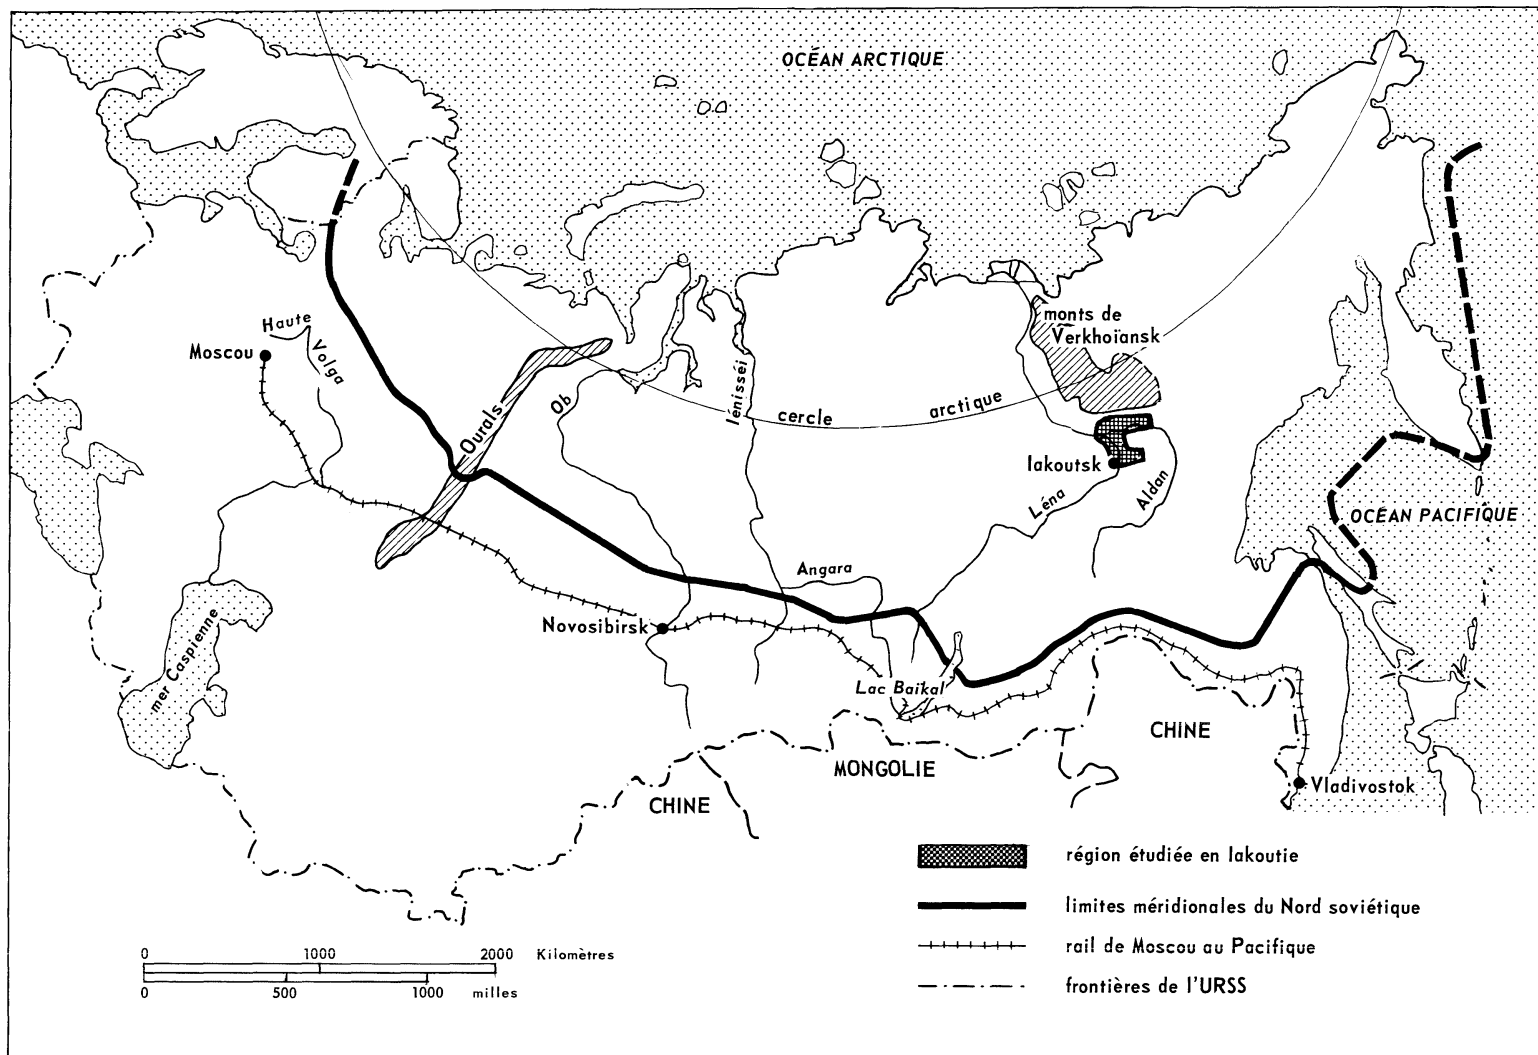 OCÉAN ARCTIQUE
monts de
Verkhoïansk
Haute
Volga
Moscou
Ourals
Ob
Iénisséi
cercle arctique
Iakoutsk
Léna
Aldan
OCÉAN PACIFIQUE
Angara
Novosibirsk
mer Caspienne
Lac Baïkal
CHINE
MONGOLIE
CHINE
Vladivostok
région étudiée en Iakoutie
limites méridionales du Nord soviétique
rail de Moscou au Pacifique
frontières de l'URSS
0 1000 2000 Kilomètres
0 500 1000 milles